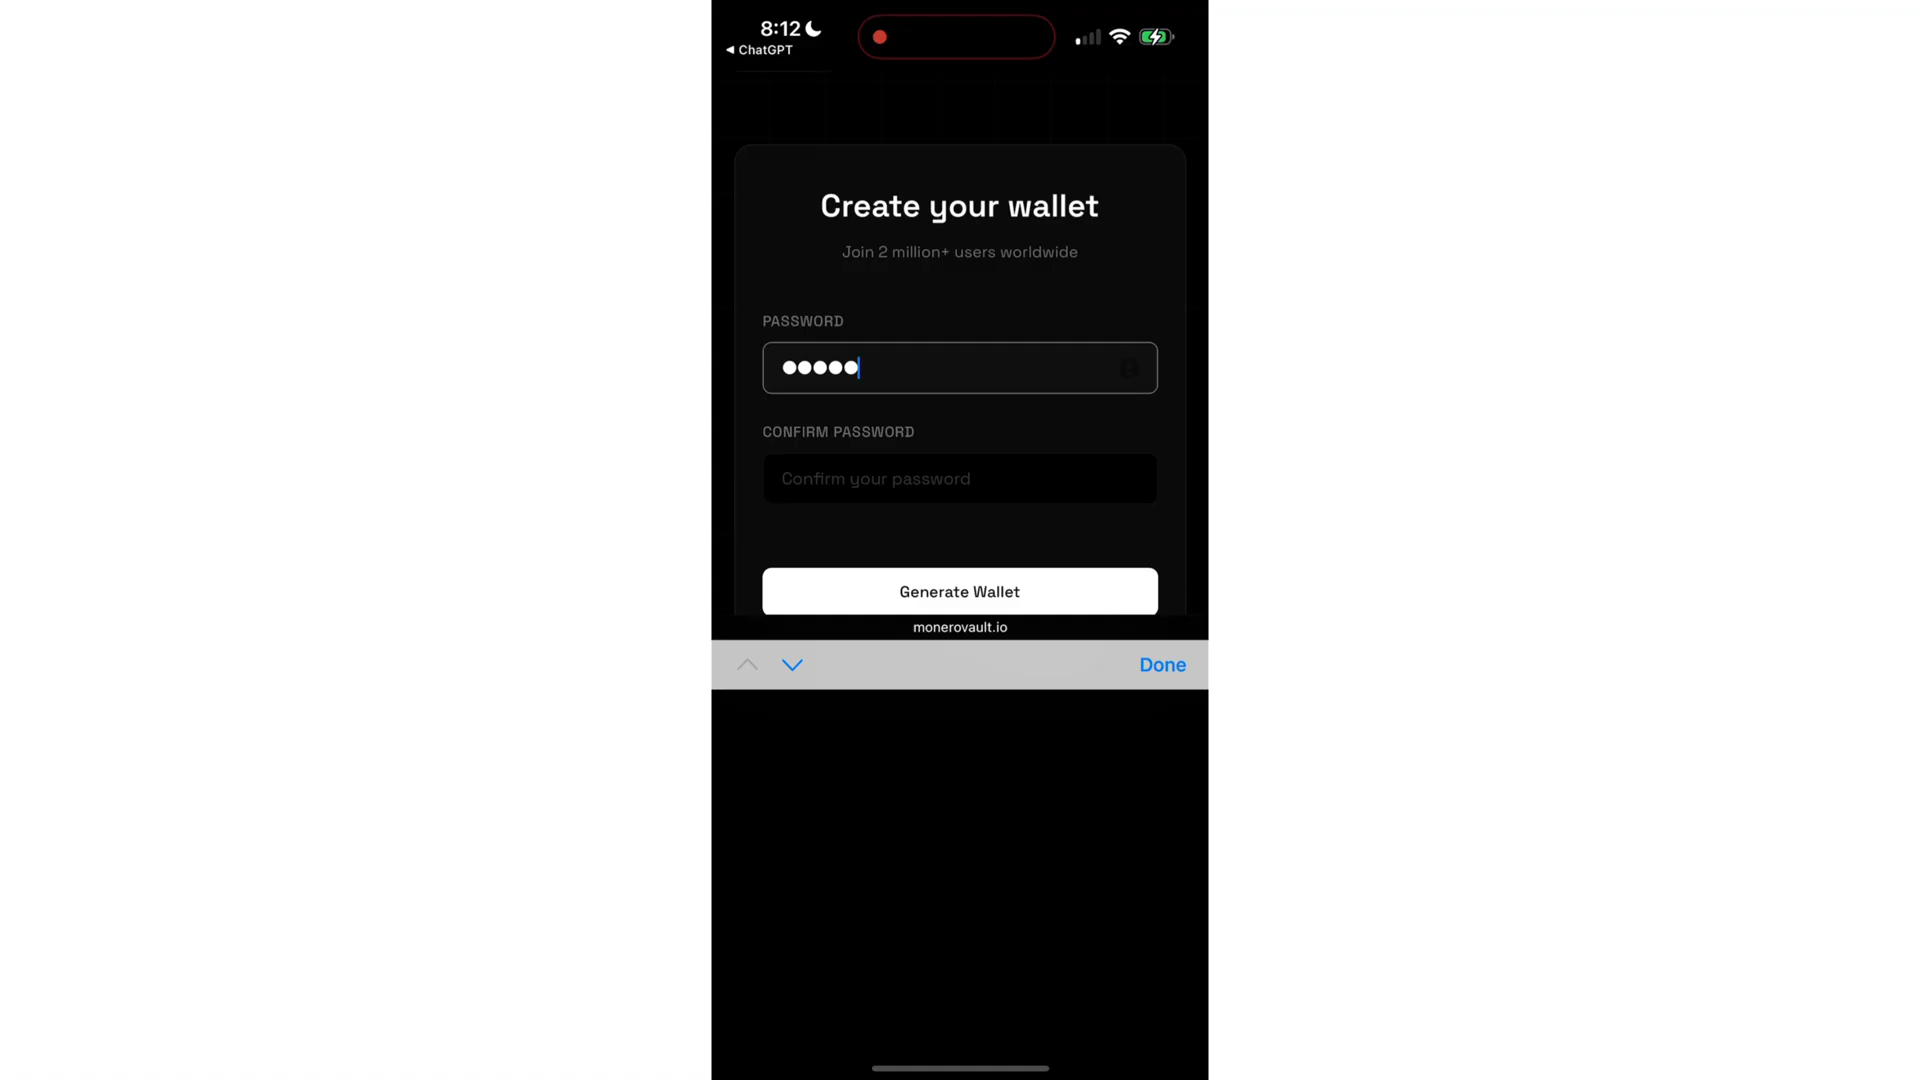 8:12
◀ ChatGPT
Create your wallet
Join 2 million+ users worldwide
PASSWORD
●●●●●
CONFIRM PASSWORD
Confirm your password
Generate Wallet
monerovault.io
Done